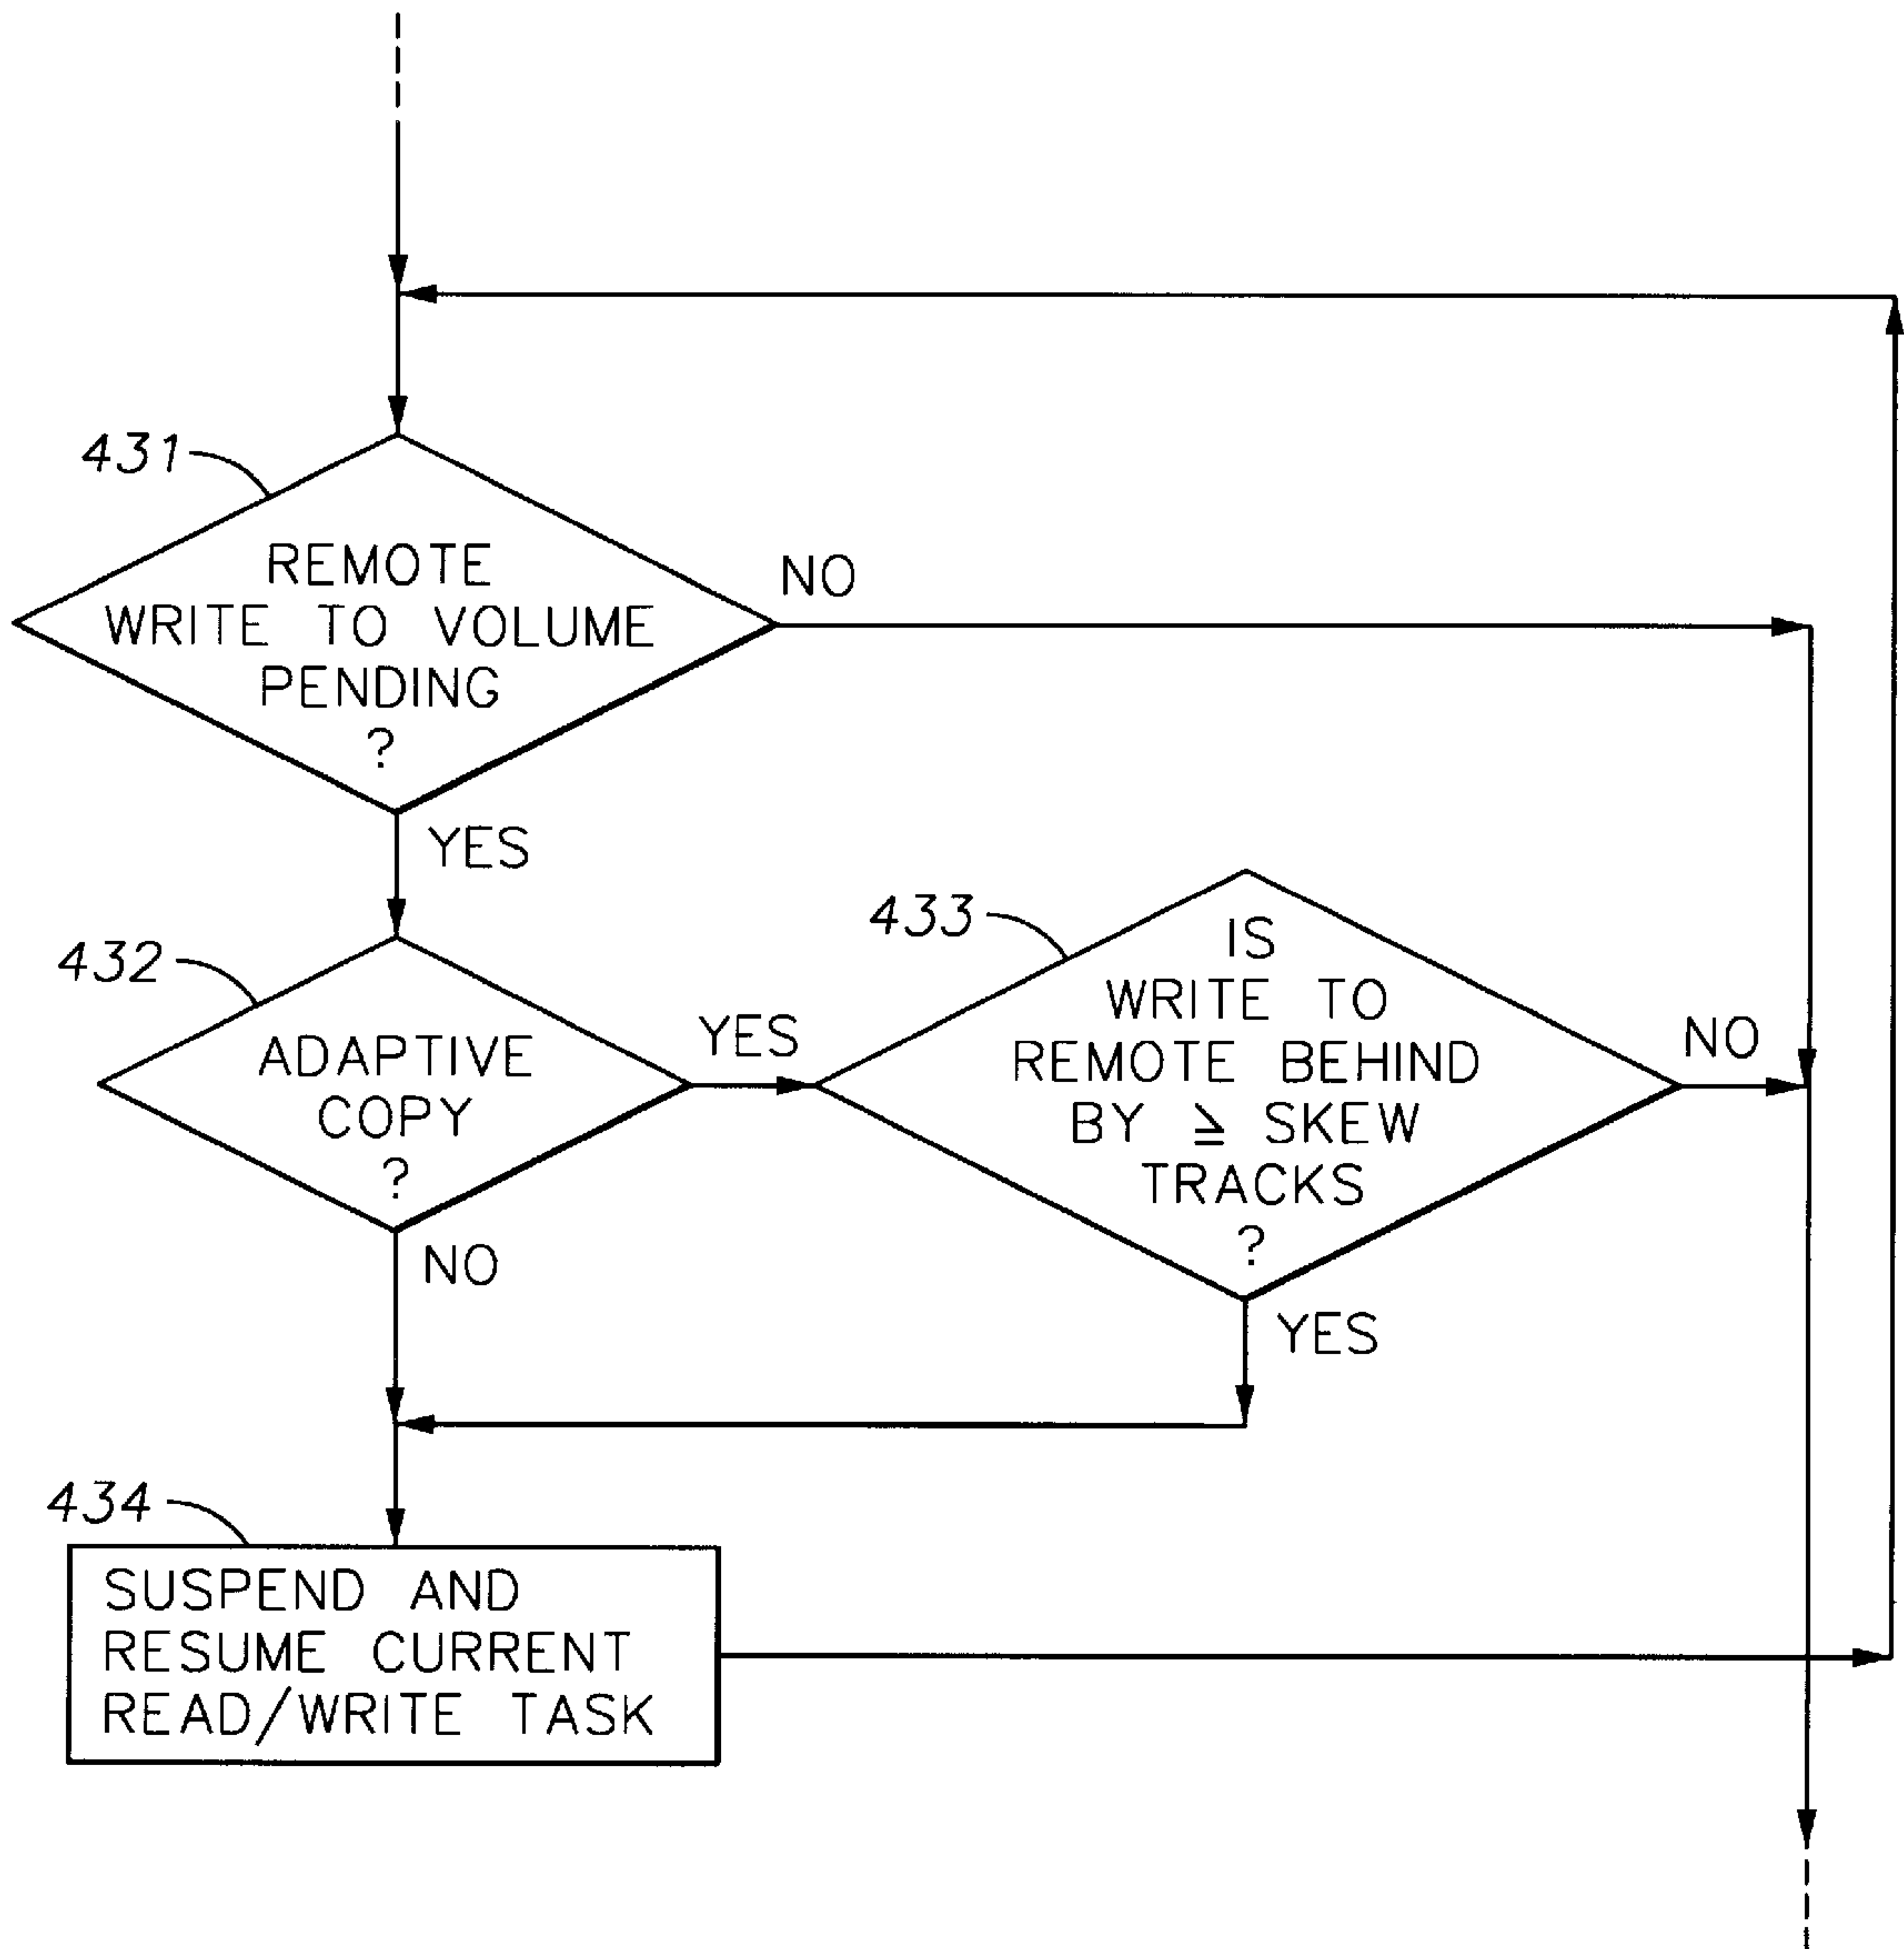 431
REMOTE
WRITE TO VOLUME
PENDING
?
NO
YES
432
ADAPTIVE
COPY
?
YES
NO
433
IS
WRITE TO
REMOTE BEHIND
BY ≥ SKEW
TRACKS
?
NO
YES
434
SUSPEND AND
RESUME CURRENT
READ/WRITE TASK